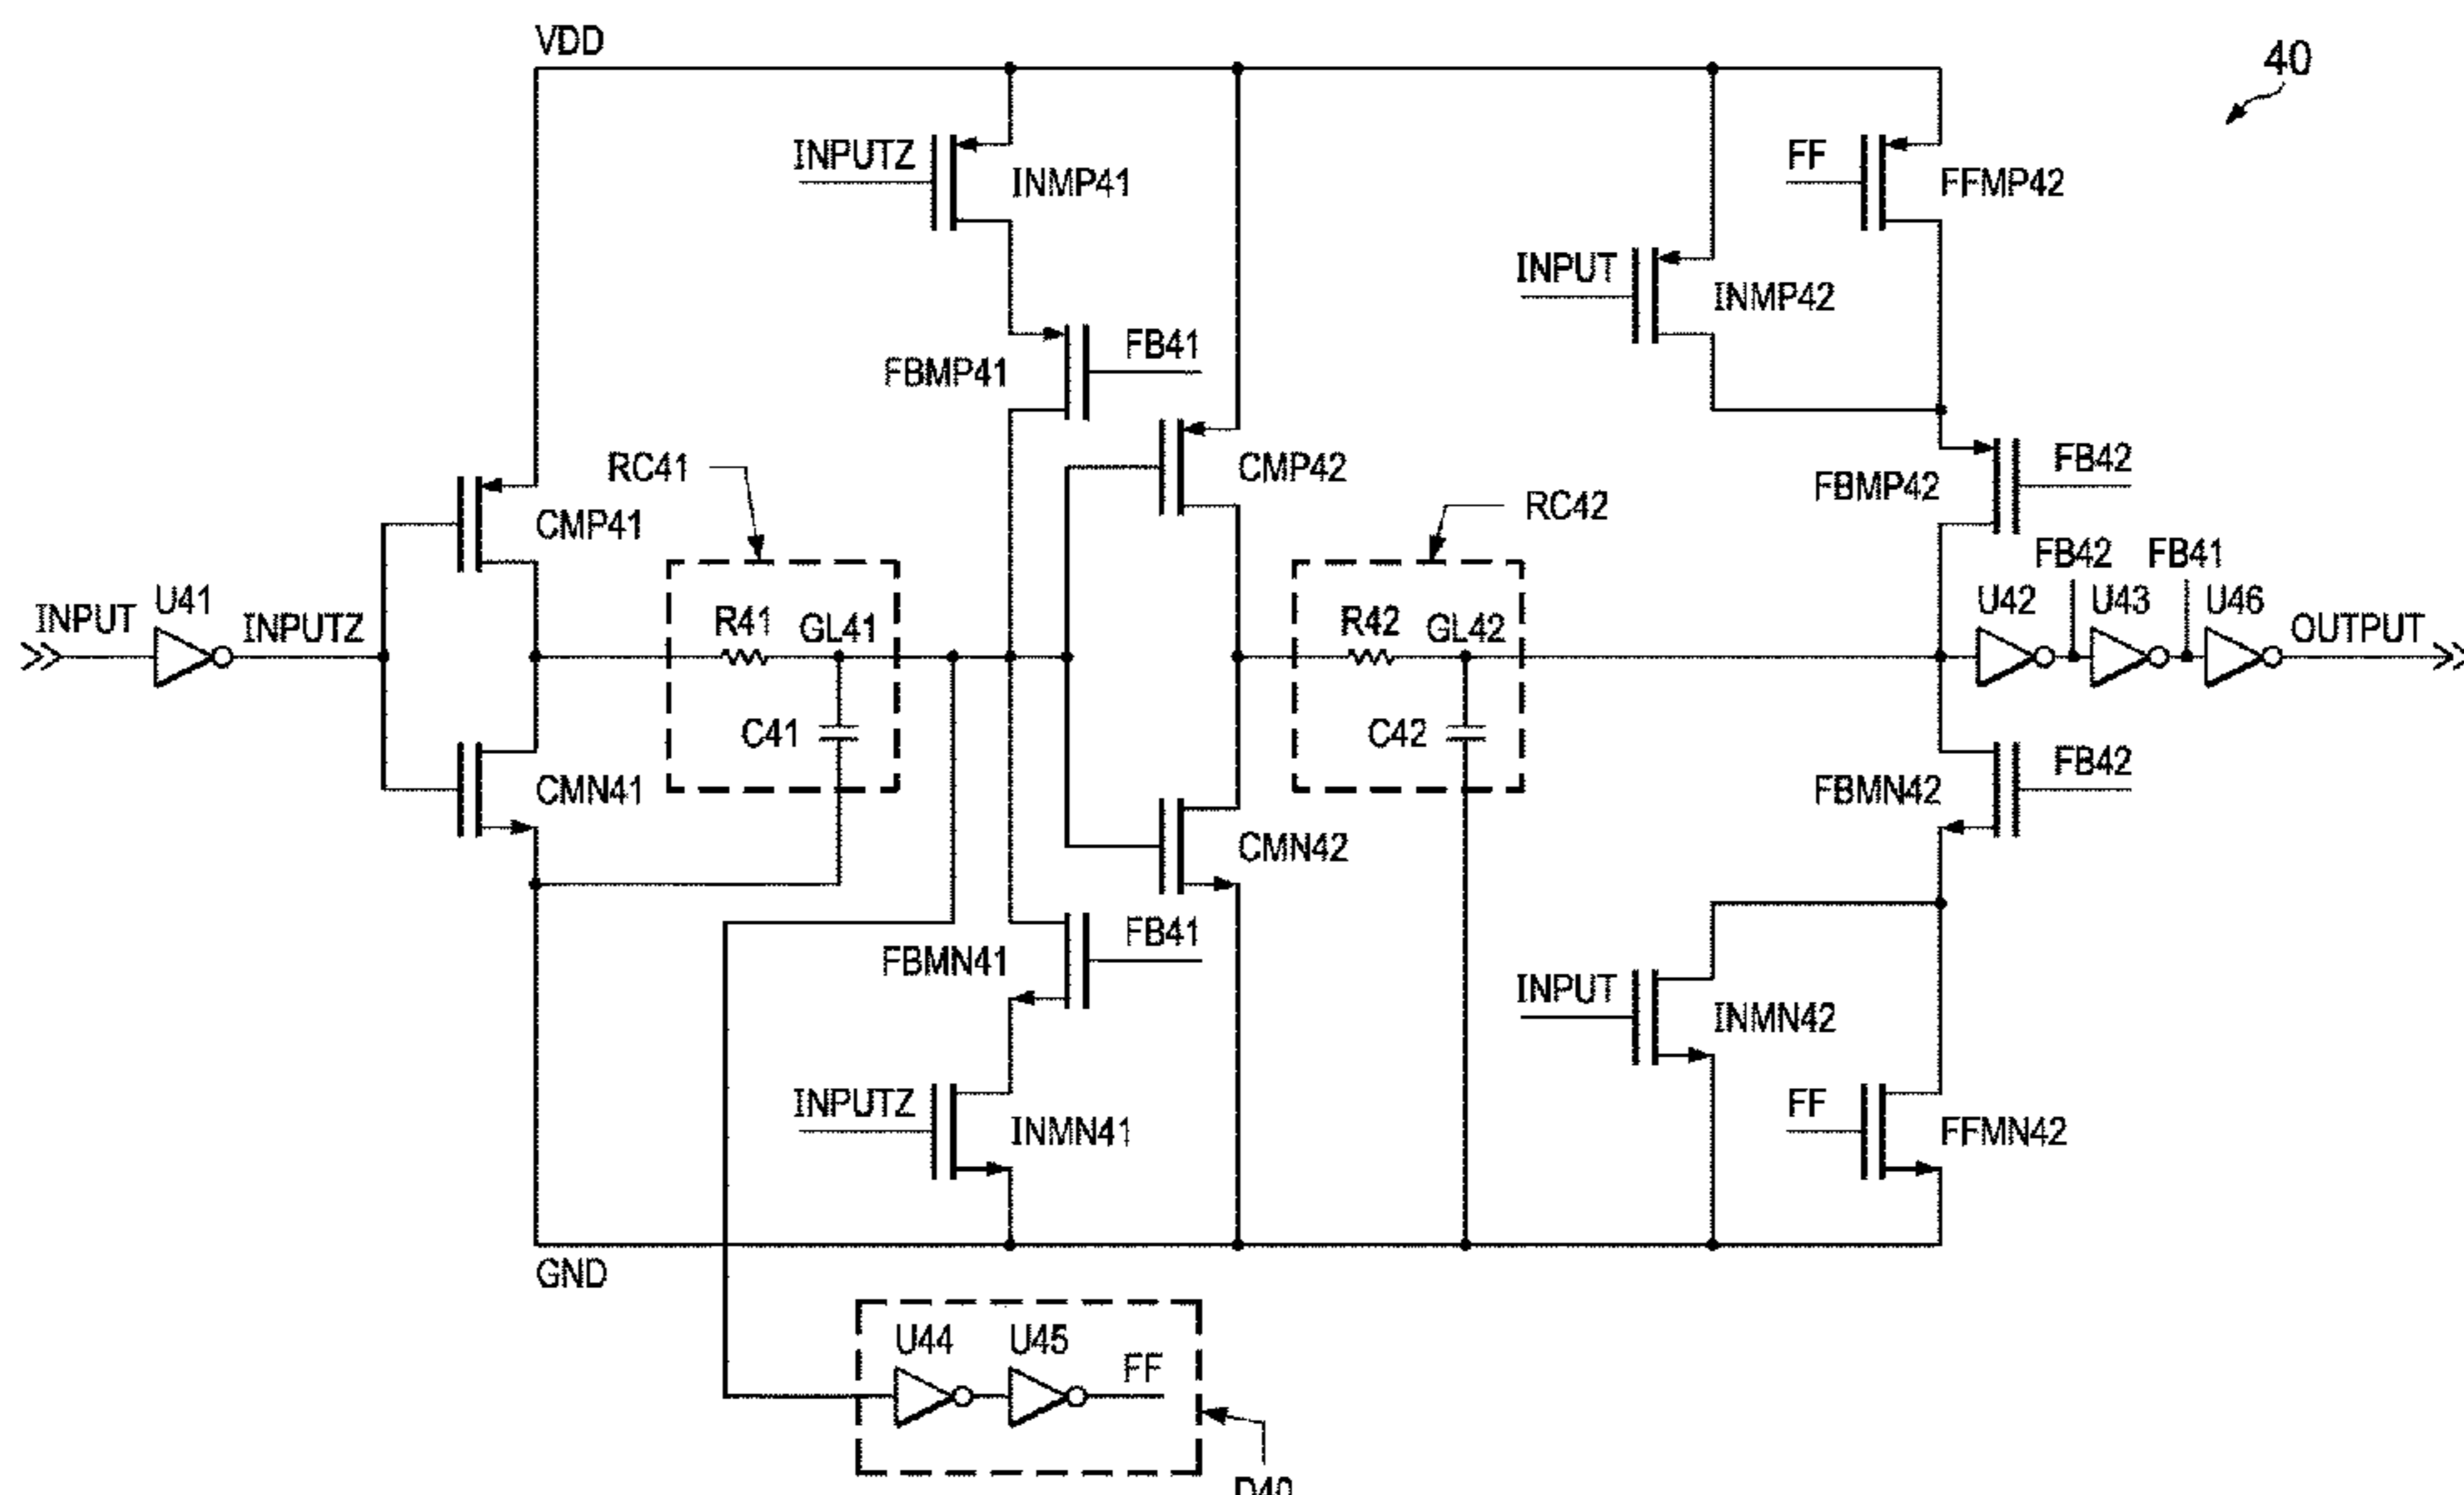 VDD
40
INPUTZ
INMP41
FF
FFMP42
INPUT
INMP42
FB41
FBMP41
RC41
CMP42
RC42
FB42
FBMP42
CMP41
INPUT
U41
INPUTZ
R41
GL41
R42
GL42
U42
FB42
U43
FB41
U46
OUTPUT
C41
C42
CMN41
FB42
FBMN42
CMN42
FB41
FBMN41
INPUT
INMN42
INPUTZ
INMN41
FF
FFMN42
GND
U44
U45
FF
D40